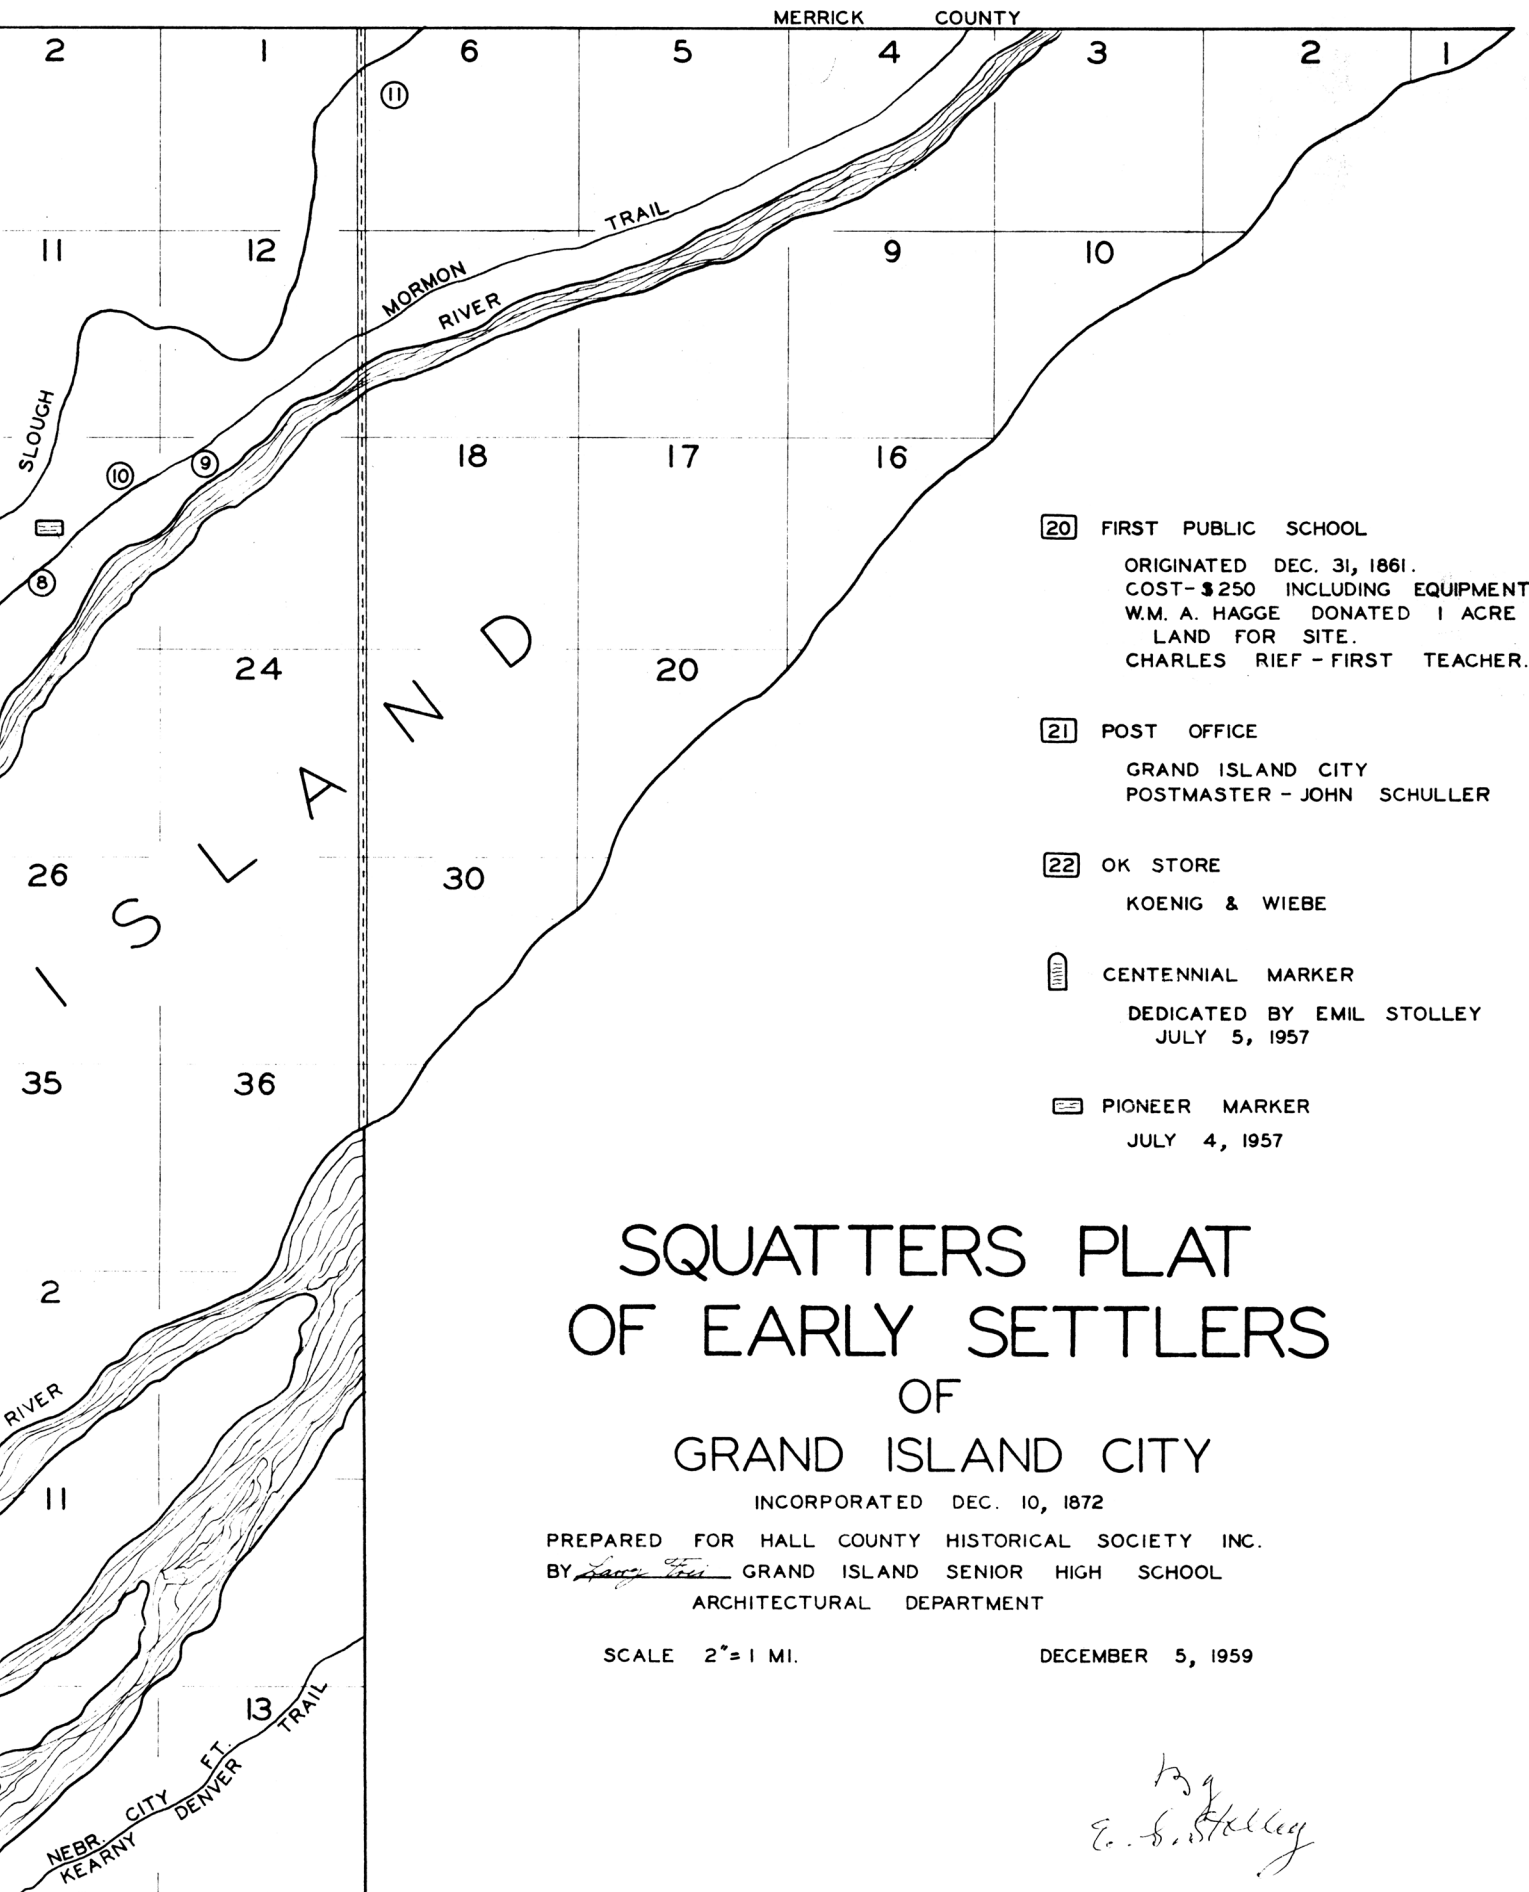 MERRICK COUNTY
2 1 6 5 4 3 2 1
11
TRAIL
11 12 9 10
MORMON
RIVER
SLOUGH
18 17 16
10 9
8
20 FIRST PUBLIC SCHOOL
ORIGINATED DEC. 31, 1861.
COST-$250 INCLUDING EQUIPMENT
W.M. A. HAGGE DONATED 1 ACRE
LAND FOR SITE.
CHARLES RIEF - FIRST TEACHER.
24 20
ISLAND
21 POST OFFICE
GRAND ISLAND CITY
POSTMASTER - JOHN SCHULLER
26 30
22 OK STORE
KOENIG & WIEBE
CENTENNIAL MARKER
DEDICATED BY EMIL STOLLEY
JULY 5, 1957
35 36
PIONEER MARKER
JULY 4, 1957
2
RIVER
11
SQUATTERS PLAT
OF EARLY SETTLERS
OF
GRAND ISLAND CITY
INCORPORATED DEC. 10, 1872
PREPARED FOR HALL COUNTY HISTORICAL SOCIETY INC.
BY Larry GRAND ISLAND SENIOR HIGH SCHOOL
ARCHITECTURAL DEPARTMENT
SCALE 2"=1 MI. DECEMBER 5, 1959
13
NEBR. CITY FT.
KEARNY DENVER TRAIL
By
E. S. Stolley